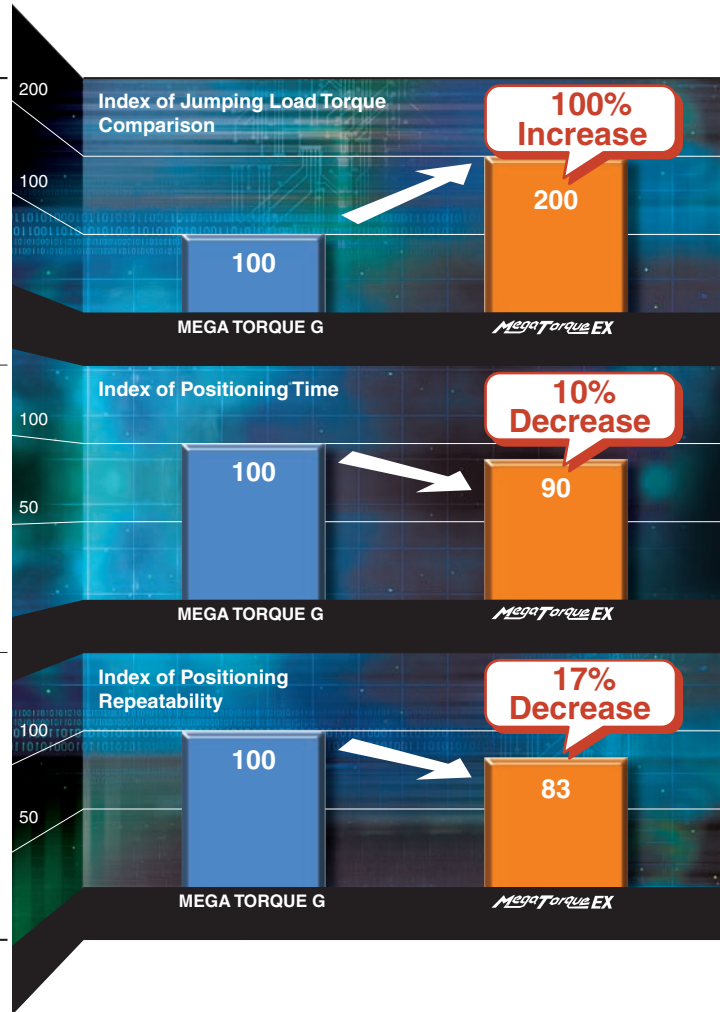 200
Index of Jumping Load Torque
Comparison
100%
Increase
100
200
100
MEGA TORQUE G
MegaTorque EX
Index of Positioning Time
10%
Decrease
100
100
90
50
MEGA TORQUE G
MegaTorque EX
Index of Positioning
Repeatability
17%
Decrease
100
100
83
50
MEGA TORQUE G
MegaTorque EX